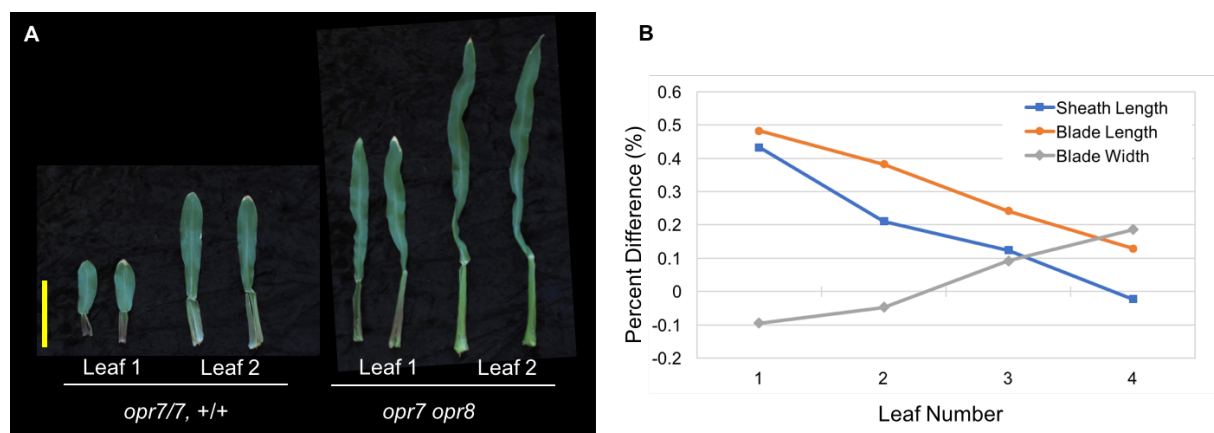 A
Leaf 1
Leaf 2
Leaf 1
Leaf 2
opr7/7, +/+
opr7 opr8
B
0.6
0.5
0.4
0.3
0.2
0.1
0
-0.1
-0.2
Percent Difference (%)
Sheath Length
Blade Length
Blade Width
1
2
3
4
Leaf Number